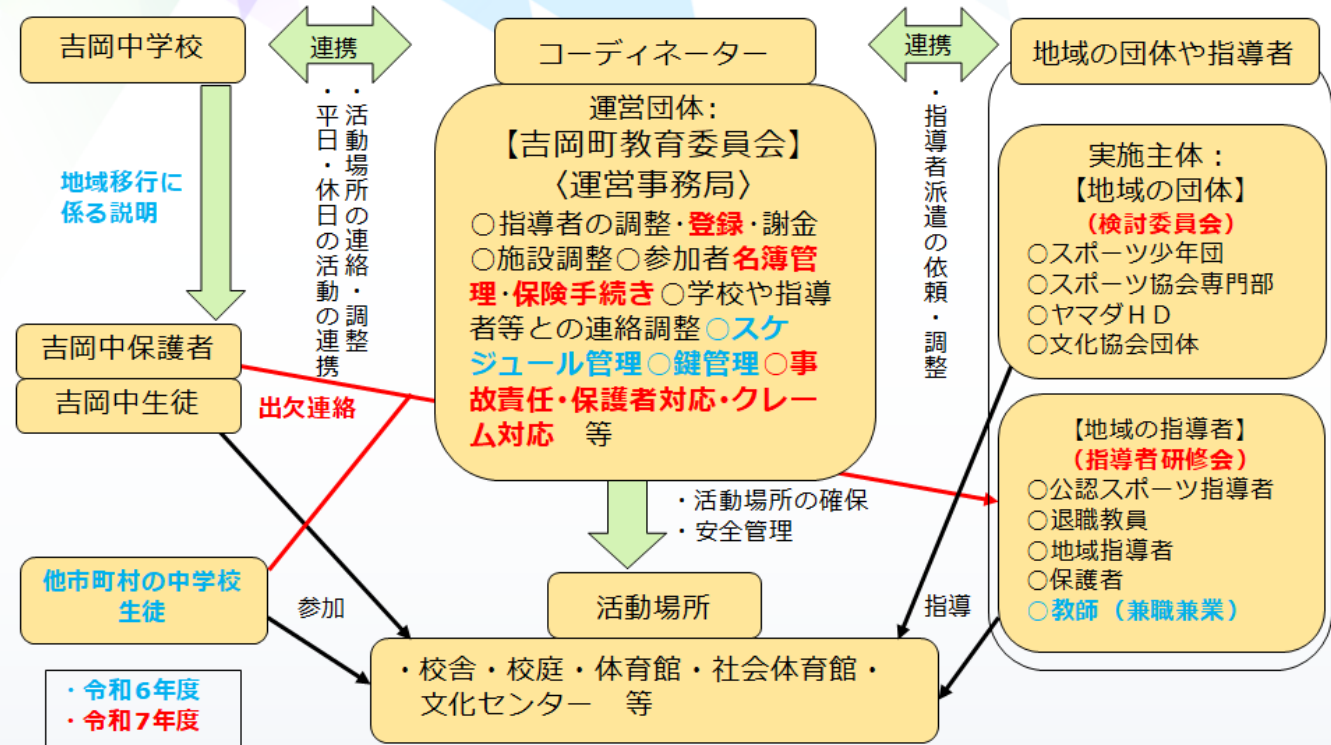 吉岡中学校
連携
コーディネーター
連携
地域の団体や指導者
・活動場所の連絡・調整
・平日・休日の活動の連携
運営団体：
【吉岡町教育委員会】
〈運営事務局〉
○指導者の調整・登録・謝金
○施設調整○参加者名簿管
理・保険手続き○学校や指導
者等との連絡調整○スケ
ジュール管理○鍵管理○事
故責任・保護者対応・クレー
ム対応　等
・指導者派遣の依頼・調整
実施主体：
【地域の団体】
（検討委員会）
○スポーツ少年団
○スポーツ協会専門部
○ヤマダＨＤ
○文化協会団体
地域移行に
係る説明
吉岡中保護者
吉岡中生徒
出欠連絡
【地域の指導者】
（指導者研修会）
○公認スポーツ指導者
○退職教員
○地域指導者
○保護者
○教師（兼職兼業）
・活動場所の確保
・安全管理
他市町村の中学校
生徒
参加
活動場所
指導
・校舎・校庭・体育館・社会体育館・
文化センター　等
・令和6年度
・令和7年度